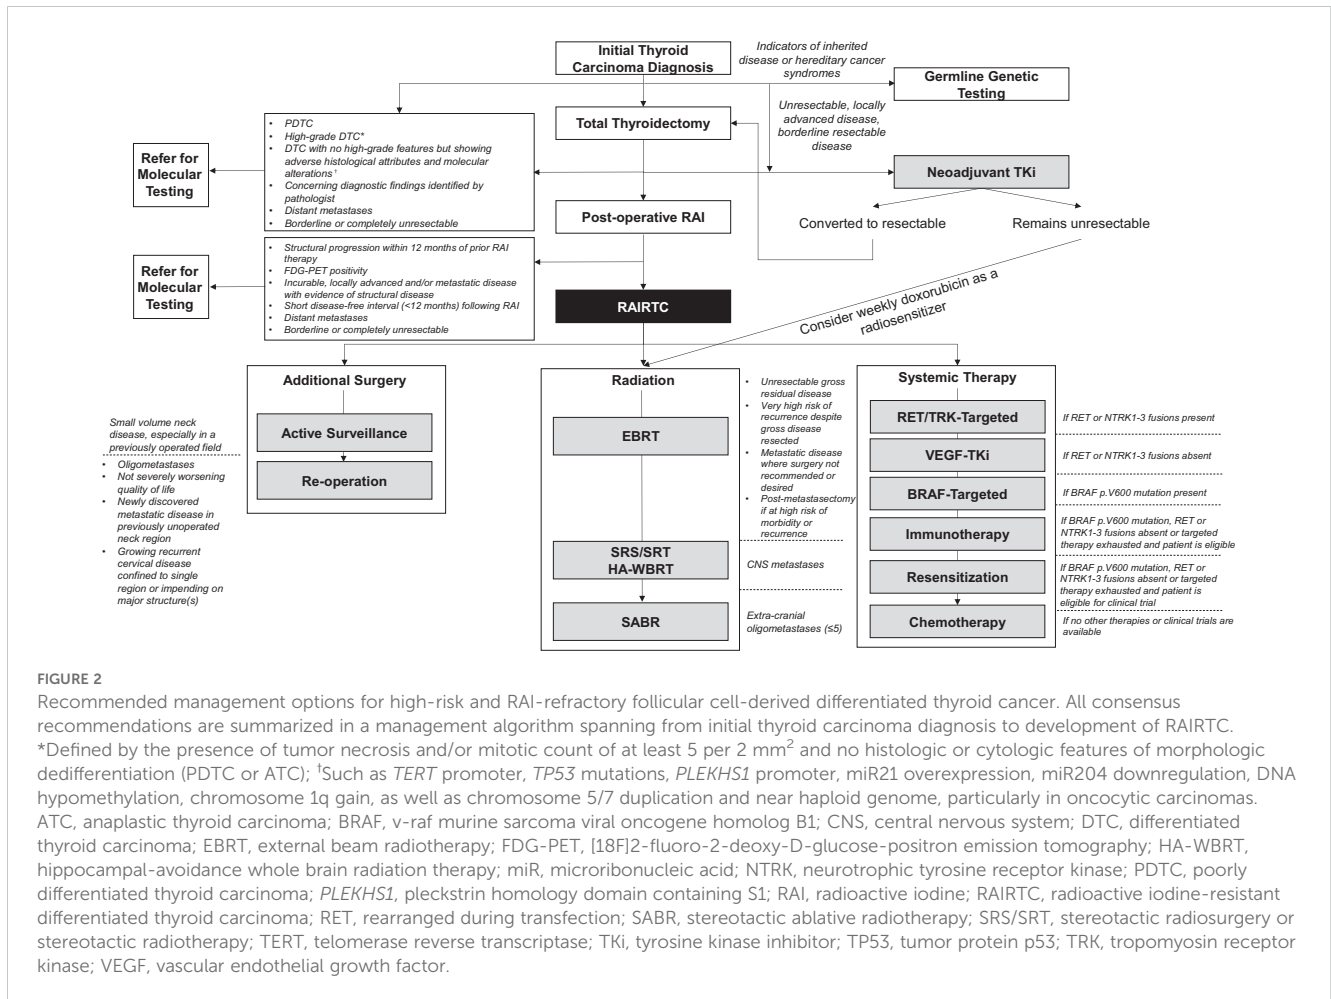 Initial Thyroid
Carcinoma Diagnosis
Indicators of inherited
disease or hereditary cancer
syndromes
Germline Genetic
Testing
Total Thyroidectomy
Unresectable, locally
advanced disease,
borderline resectable
disease
Refer for
Molecular
Testing
• PDTC
• High-grade DTC*
• DTC with no high-grade features but showing
adverse histological attributes and molecular
alterations†
• Concerning diagnostic findings identified by
pathologist
• Distant metastases
• Borderline or completely unresectable
Neoadjuvant TKi
Post-operative RAI
Converted to resectable
Remains unresectable
Refer for
Molecular
Testing
• Structural progression within 12 months of prior RAI
therapy
• FDG-PET positivity
• Incurable, locally advanced and/or metastatic disease
with evidence of structural disease
• Short disease-free interval (<12 months) following RAI
• Distant metastases
• Borderline or completely unresectable
RAIRTC
Consider weekly doxorubicin as a
radiosensitizer
Additional Surgery
Small volume neck
disease, especially in a
previously operated field
Active Surveillance
• Oligometastases
• Not severely worsening
quality of life
• Newly discovered
metastatic disease in
previously unoperated
neck region
• Growing recurrent
cervical disease
confined to single
region or impending on
major structure(s)
Re-operation
Radiation
EBRT
• Unresectable gross
residual disease
• Very high risk of
recurrence despite
gross disease
resected
• Metastatic disease
where surgery not
recommended or
desired
• Post-metastasectomy
if at high risk of
morbidity or
recurrence
SRS/SRT
HA-WBRT
CNS metastases
SABR
Extra-cranial
oligometastases (≤5)
Systemic Therapy
RET/TRK-Targeted
If RET or NTRK1-3 fusions present
VEGF-TKi
If RET or NTRK1-3 fusions absent
BRAF-Targeted
If BRAF p.V600 mutation present
Immunotherapy
If BRAF p.V600 mutation, RET or
NTRK1-3 fusions absent or targeted
therapy exhausted and patient is eligible
Resensitization
If BRAF p.V600 mutation, RET or
NTRK1-3 fusions absent or targeted
therapy exhausted and patient is
eligible for clinical trial
Chemotherapy
If no other therapies or clinical trials are
available
FIGURE 2
Recommended management options for high-risk and RAI-refractory follicular cell-derived differentiated thyroid cancer. All consensus
recommendations are summarized in a management algorithm spanning from initial thyroid carcinoma diagnosis to development of RAIRTC.
*Defined by the presence of tumor necrosis and/or mitotic count of at least 5 per 2 mm² and no histologic or cytologic features of morphologic
dedifferentiation (PDTC or ATC); †Such as TERT promoter, TP53 mutations, PLEKHS1 promoter, miR21 overexpression, miR204 downregulation, DNA
hypomethylation, chromosome 1q gain, as well as chromosome 5/7 duplication and near haploid genome, particularly in oncocytic carcinomas.
ATC, anaplastic thyroid carcinoma; BRAF, v-raf murine sarcoma viral oncogene homolog B1; CNS, central nervous system; DTC, differentiated
thyroid carcinoma; EBRT, external beam radiotherapy; FDG-PET, [18F]2-fluoro-2-deoxy-D-glucose-positron emission tomography; HA-WBRT,
hippocampal-avoidance whole brain radiation therapy; miR, microribonucleic acid; NTRK, neurotrophic tyrosine receptor kinase; PDTC, poorly
differentiated thyroid carcinoma; PLEKHS1, pleckstrin homology domain containing S1; RAI, radioactive iodine; RAIRTC, radioactive iodine-resistant
differentiated thyroid carcinoma; RET, rearranged during transfection; SABR, stereotactic ablative radiotherapy; SRS/SRT, stereotactic radiosurgery or
stereotactic radiotherapy; TERT, telomerase reverse transcriptase; TKi, tyrosine kinase inhibitor; TP53, tumor protein p53; TRK, tropomyosin receptor
kinase; VEGF, vascular endothelial growth factor.